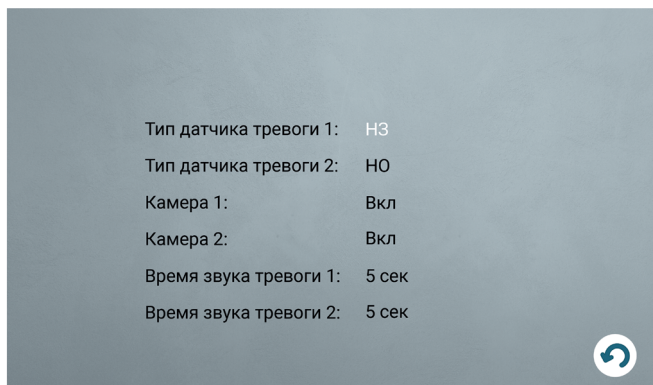 Тип датчика тревоги 1: НЗ
Тип датчика тревоги 2: НО
Камера 1: Вкл
Камера 2: Вкл
Время звука тревоги 1: 5 сек
Время звука тревоги 2: 5 сек